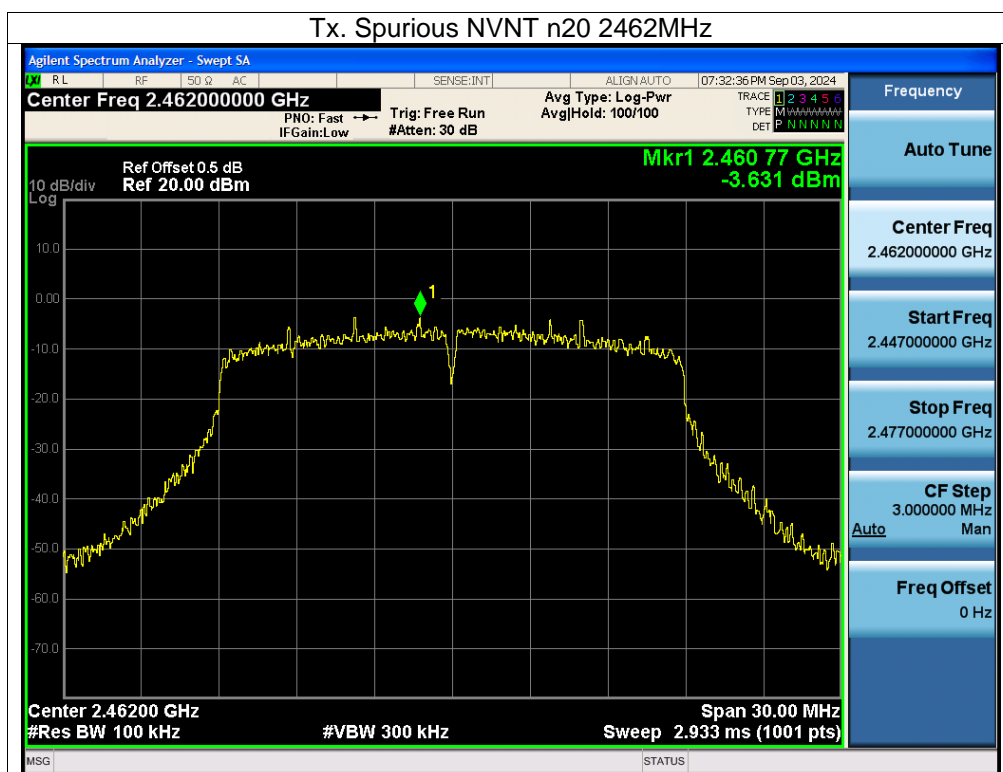 Tx. Spurious NVNT n20 2462MHz
Agilent Spectrum Analyzer - Swept SA
LXI RL RF 50 Ω AC SENSE:INT ALIGN AUTO 07:32:36 PM Sep 03, 2024
Center Freq 2.462000000 GHz
PNO: Fast
IFGain:Low
Trig: Free Run
#Atten: 30 dB
Avg Type: Log-Pwr
Avg|Hold: 100/100
TRACE 1 2 3 4 5 6
TYPE M WWWWW
DET P N N N N N
Frequency
Ref Offset 0.5 dB
10 dB/div Ref 20.00 dBm
Log
Mkr1 2.460 77 GHz
-3.631 dBm
10.0
0.00
-10.0
-20.0
-30.0
-40.0
-50.0
-60.0
-70.0
1
Center 2.46200 GHz
Span 30.00 MHz
#Res BW 100 kHz
#VBW 300 kHz
Sweep 2.933 ms (1001 pts)
Auto Tune
Center Freq
2.462000000 GHz
Start Freq
2.447000000 GHz
Stop Freq
2.477000000 GHz
CF Step
3.000000 MHz
Auto Man
Freq Offset
0 Hz
MSG
STATUS